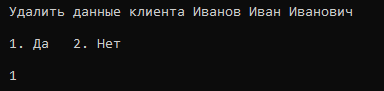 Удалить данные клиента Иванов Иван Иванович
1. Да   2. Нет
1